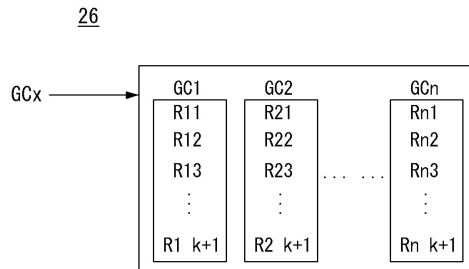 26
GCx
GC1 GC2 GCn
R11 R21 Rn1
R12 R22 Rn2
R13 R23 ... ... Rn3
⋮ ⋮ ⋮
R1 k+1 R2 k+1 Rn k+1